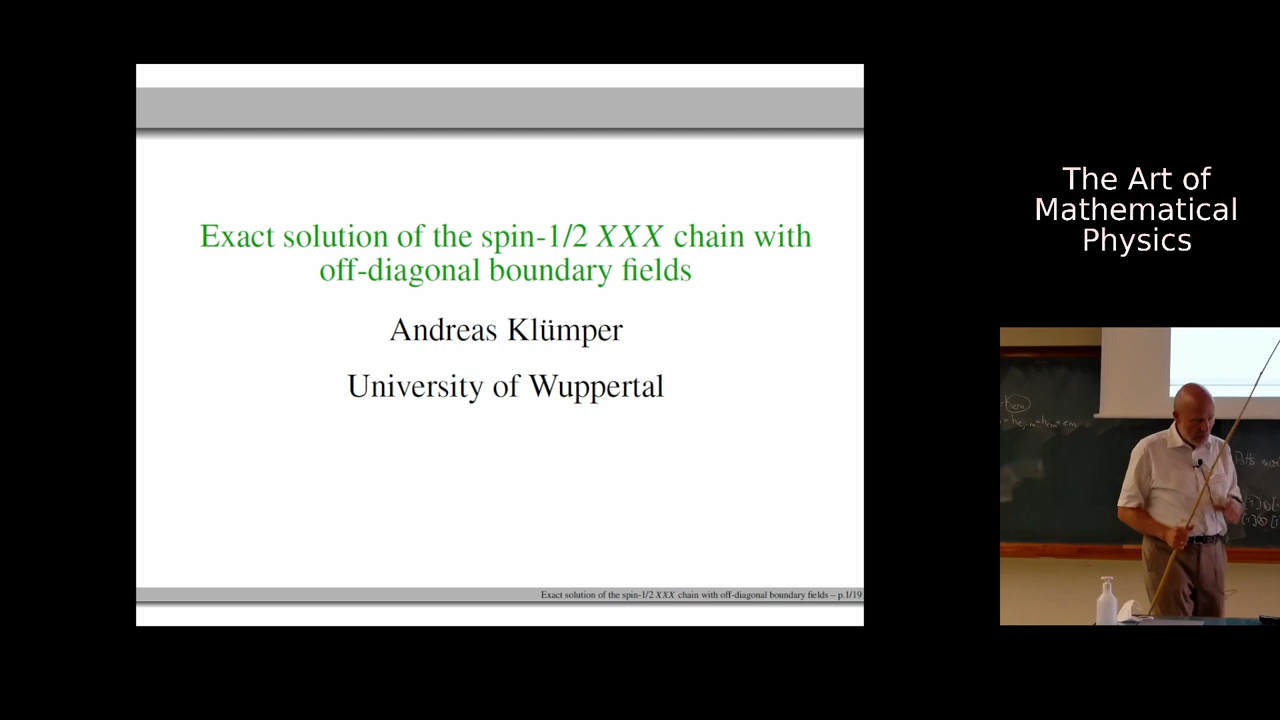 Exact solution of the spin-1/2 XXX chain with
off-diagonal boundary fields
Andreas Klümper
University of Wuppertal
Exact solution of the spin-1/2 XXX chain with off-diagonal boundary fields – p.1/19
The Art of
Mathematical
Physics
Potts